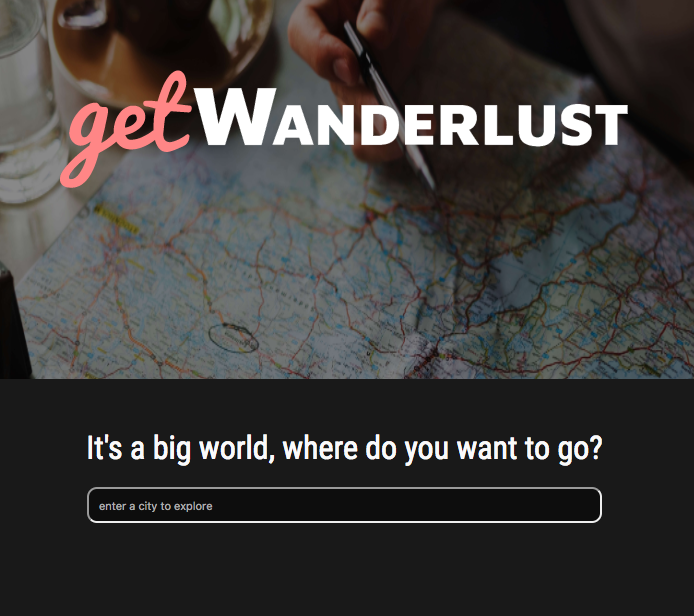 getWANDERLUST
It's a big world, where do you want to go?
enter a city to explore